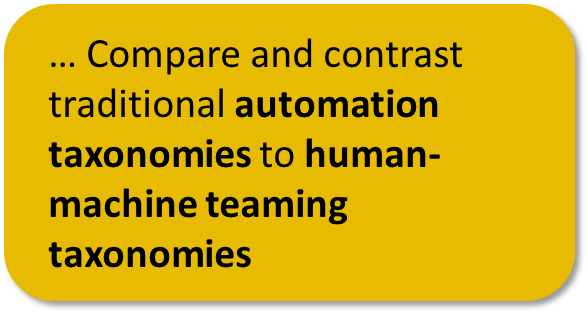 ... Compare and contrast
traditional automation
taxonomies to human-
machine teaming
taxonomies